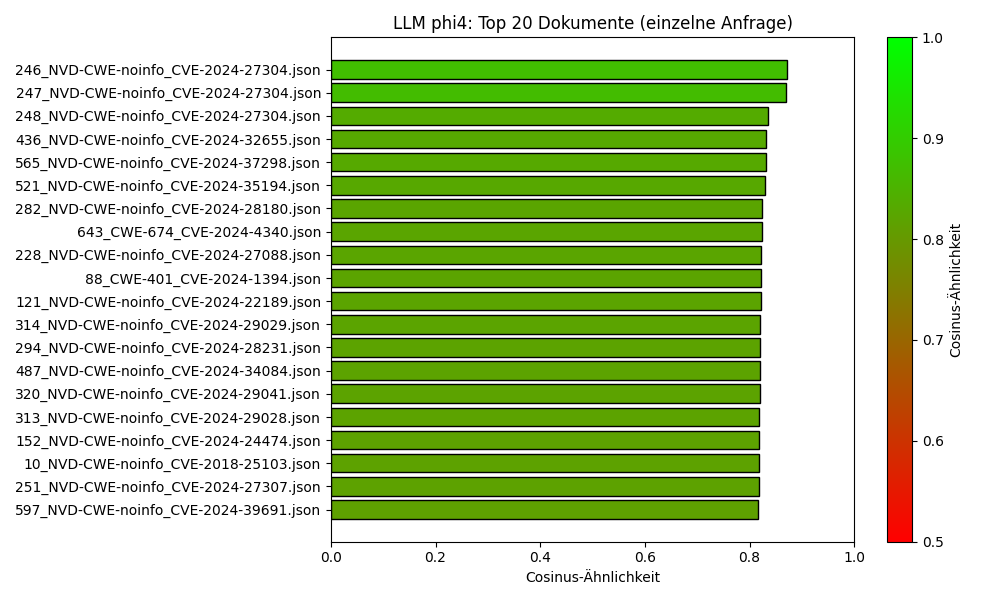 LLM phi4: Top 20 Dokumente (einzelne Anfrage)
246_NVD-CWE-noinfo_CVE-2024-27304.json
247_NVD-CWE-noinfo_CVE-2024-27304.json
248_NVD-CWE-noinfo_CVE-2024-27304.json
436_NVD-CWE-noinfo_CVE-2024-32655.json
565_NVD-CWE-noinfo_CVE-2024-37298.json
521_NVD-CWE-noinfo_CVE-2024-35194.json
282_NVD-CWE-noinfo_CVE-2024-28180.json
643_CWE-674_CVE-2024-4340.json
228_NVD-CWE-noinfo_CVE-2024-27088.json
88_CWE-401_CVE-2024-1394.json
121_NVD-CWE-noinfo_CVE-2024-22189.json
314_NVD-CWE-noinfo_CVE-2024-29029.json
294_NVD-CWE-noinfo_CVE-2024-28231.json
487_NVD-CWE-noinfo_CVE-2024-34084.json
320_NVD-CWE-noinfo_CVE-2024-29041.json
313_NVD-CWE-noinfo_CVE-2024-29028.json
152_NVD-CWE-noinfo_CVE-2024-24474.json
10_NVD-CWE-noinfo_CVE-2018-25103.json
251_NVD-CWE-noinfo_CVE-2024-27307.json
597_NVD-CWE-noinfo_CVE-2024-39691.json
0.0 0.2 0.4 0.6 0.8 1.0
Cosinus-Ähnlichkeit
1.0
0.9
0.8
0.7
0.6
0.5
Cosinus-Ähnlichkeit